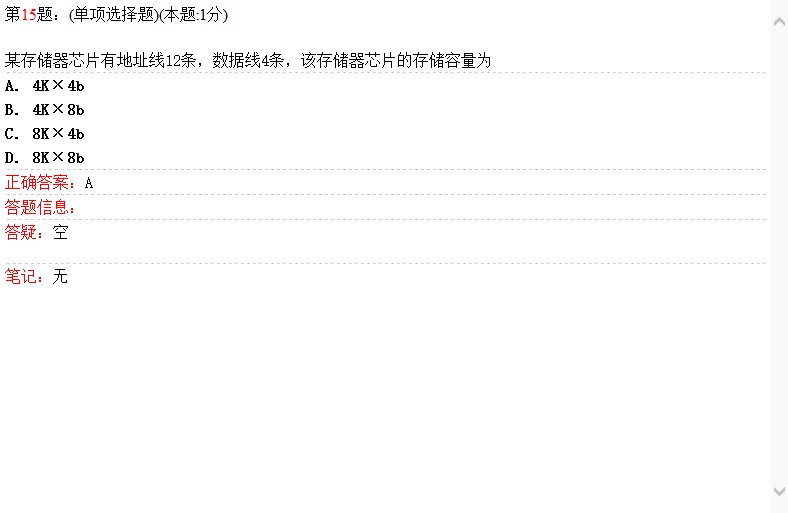 第15题：(单项选择题)(本题:1分)
某存储器芯片有地址线12条，数据线4条，该存储器芯片的存储容量为
A. 4K×4b
B. 4K×8b
C. 8K×4b
D. 8K×8b
正确答案：A
答题信息：
答疑：空
笔记：无